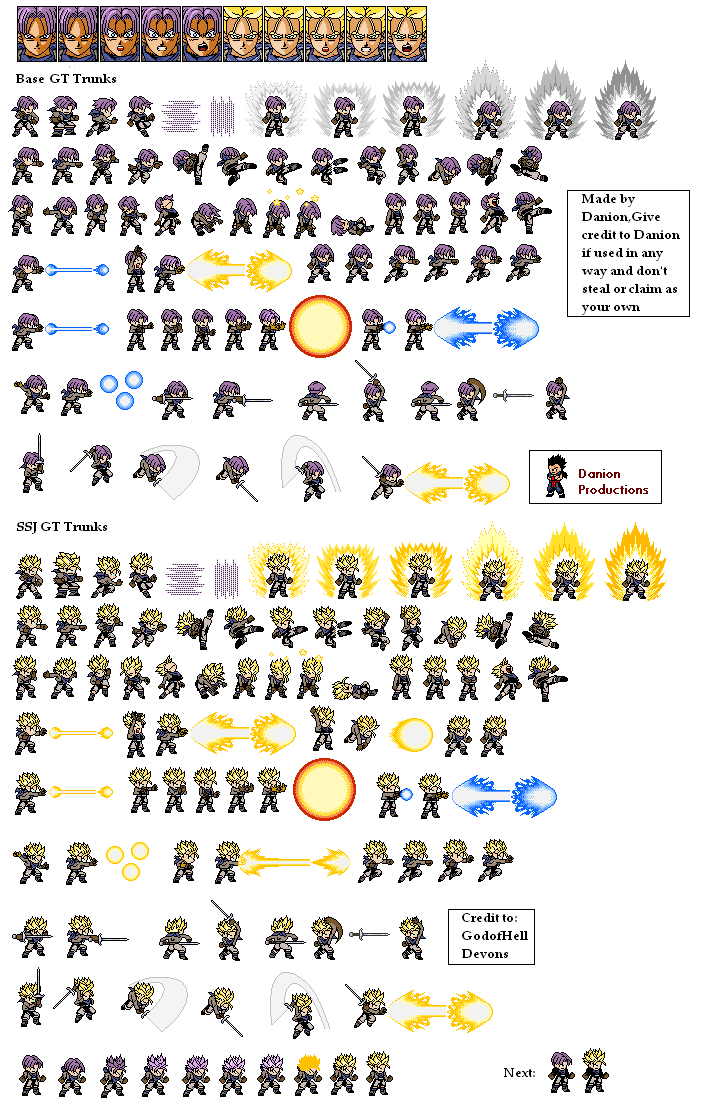 Base GT Trunks
Made by
Danion,Give
credit to Danion
if used in any
way and don't
steal or claim as
your own
Danion
Productions
SSJ GT Trunks
Credit to:
GodofHell
Devons
Next: